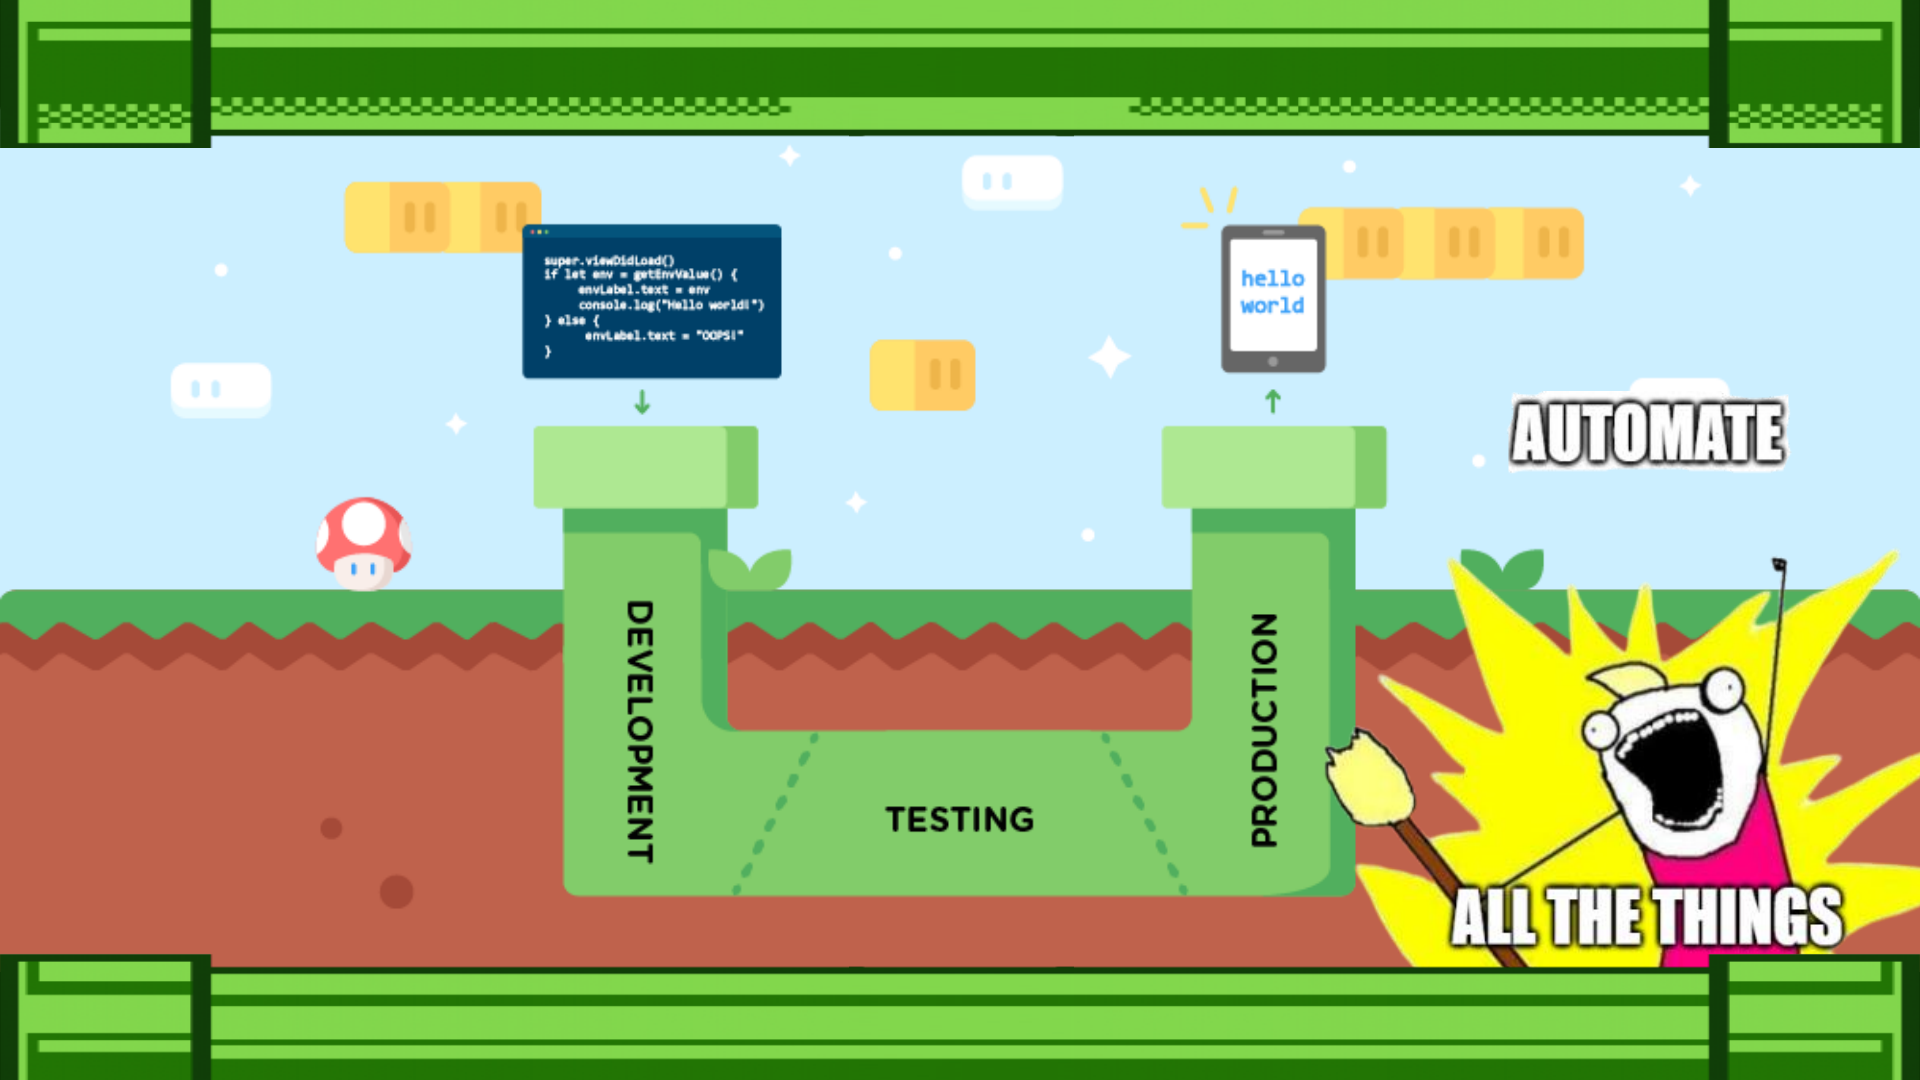 super.viewDidLoad()
if let env = getEnvValue() {
envLabel.text = env
console.log("Hello world!")
} else {
envLabel.text = "OOPS!"
}
hello
world
AUTOMATE
DEVELOPMENT
TESTING
PRODUCTION
ALL THE THINGS